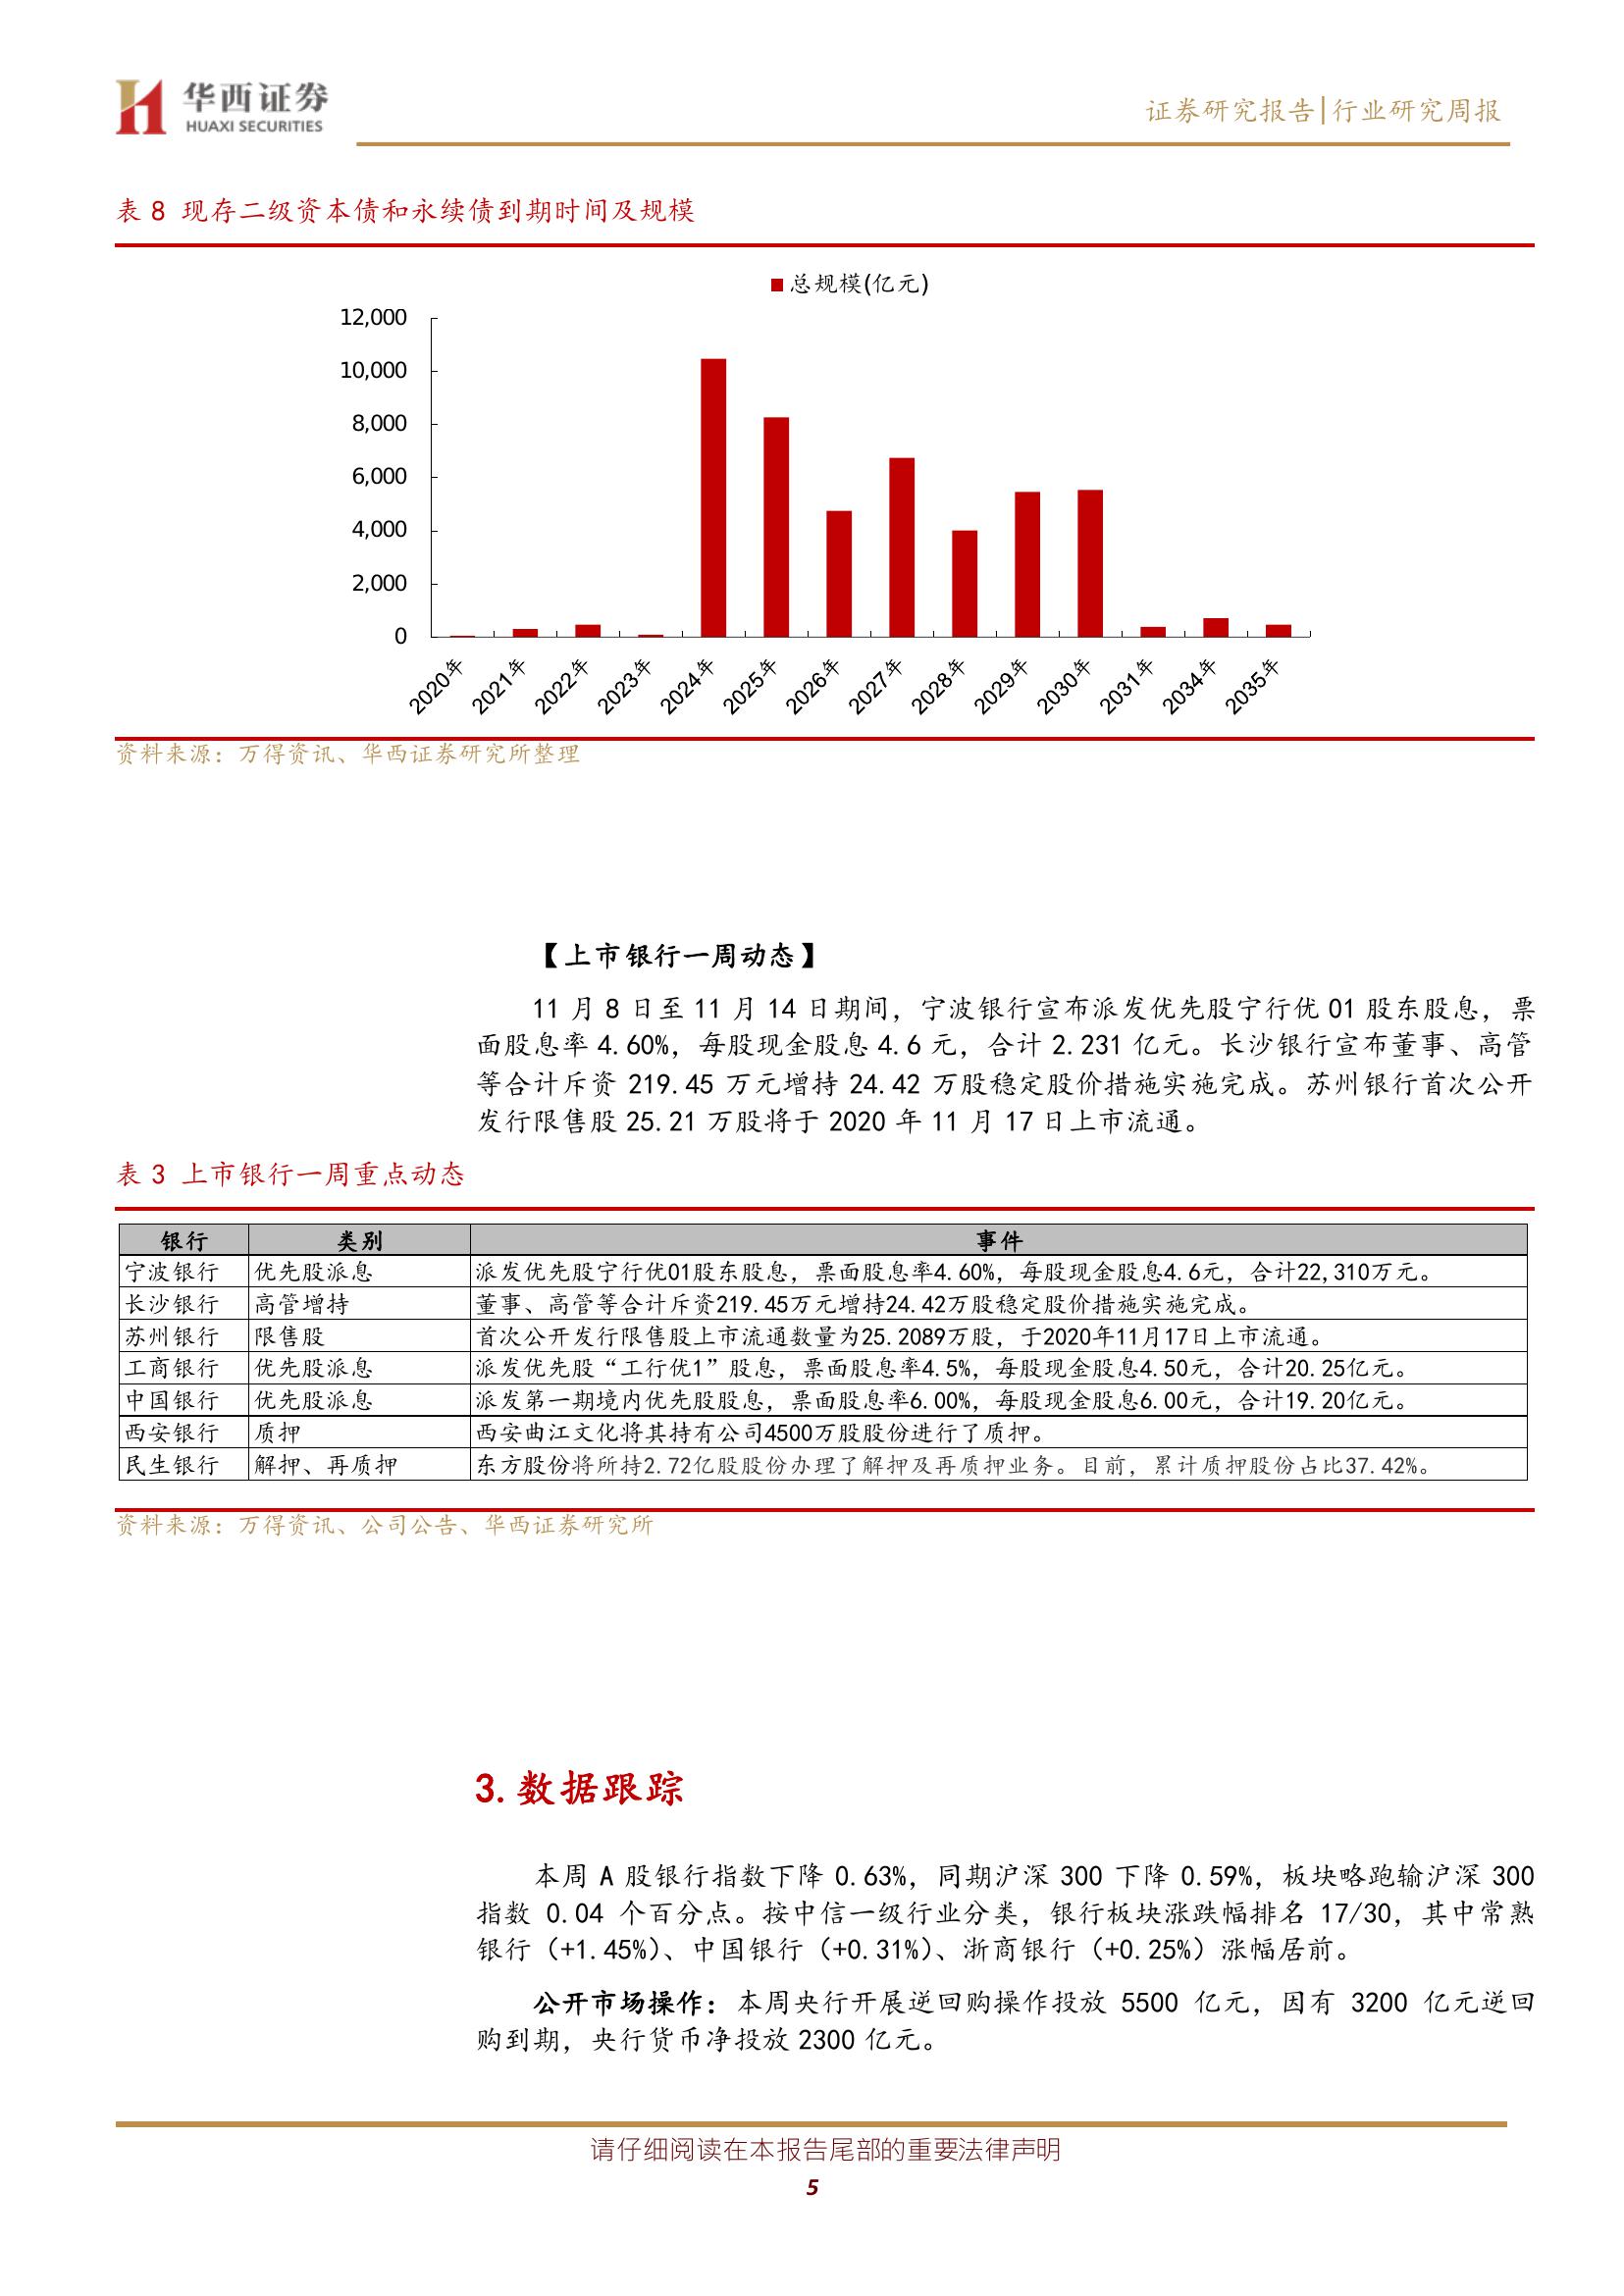 华西证券
HUAXI SECURITIES
证券研究报告|行业研究周报
表 8 现存二级资本债和永续债到期时间及规模
总规模(亿元)
12,000
10,000
8,000
6,000
4,000
2,000
0
2020年 2021年 2022年 2023年 2024年 2025年 2026年 2027年 2028年 2029年 2030年 2031年 2034年 2035年
资料来源：万得资讯、华西证券研究所整理
【上市银行一周动态】
11 月 8 日至 11 月 14 日期间，宁波银行宣布派发优先股宁行优 01 股东股息，票
面股息率 4.60%，每股现金股息 4.6 元，合计 2.231 亿元。长沙银行宣布董事、高管
等合计斥资 219.45 万元增持 24.42 万股稳定股价措施实施完成。苏州银行首次公开
发行限售股 25.21 万股将于 2020 年 11 月 17 日上市流通。
表 3 上市银行一周重点动态
银行 类别 事件
宁波银行 优先股派息 派发优先股宁行优01股东股息，票面股息率4.60%，每股现金股息4.6元，合计22,310万元。
长沙银行 高管增持 董事、高管等合计斥资219.45万元增持24.42万股稳定股价措施实施完成。
苏州银行 限售股 首次公开发行限售股上市流通数量为25.2089万股，于2020年11月17日上市流通。
工商银行 优先股派息 派发优先股“工行优1”股息，票面股息率4.5%，每股现金股息4.50元，合计20.25亿元。
中国银行 优先股派息 派发第一期境内优先股股息，票面股息率6.00%，每股现金股息6.00元，合计19.20亿元。
西安银行 质押 西安曲江文化将其持有公司4500万股股份进行了质押。
民生银行 解押、再质押 东方股份将所持2.72亿股股份办理了解押及再质押业务。目前，累计质押股份占比37.42%。
资料来源：万得资讯、公司公告、华西证券研究所
3.数据跟踪
本周 A 股银行指数下降 0.63%，同期沪深 300 下降 0.59%，板块略跑输沪深 300
指数 0.04 个百分点。按中信一级行业分类，银行板块涨跌幅排名 17/30，其中常熟
银行（+1.45%）、中国银行（+0.31%）、浙商银行（+0.25%）涨幅居前。
公开市场操作：本周央行开展逆回购操作投放 5500 亿元，因有 3200 亿元逆回
购到期，央行货币净投放 2300 亿元。
请仔细阅读在本报告尾部的重要法律声明
5